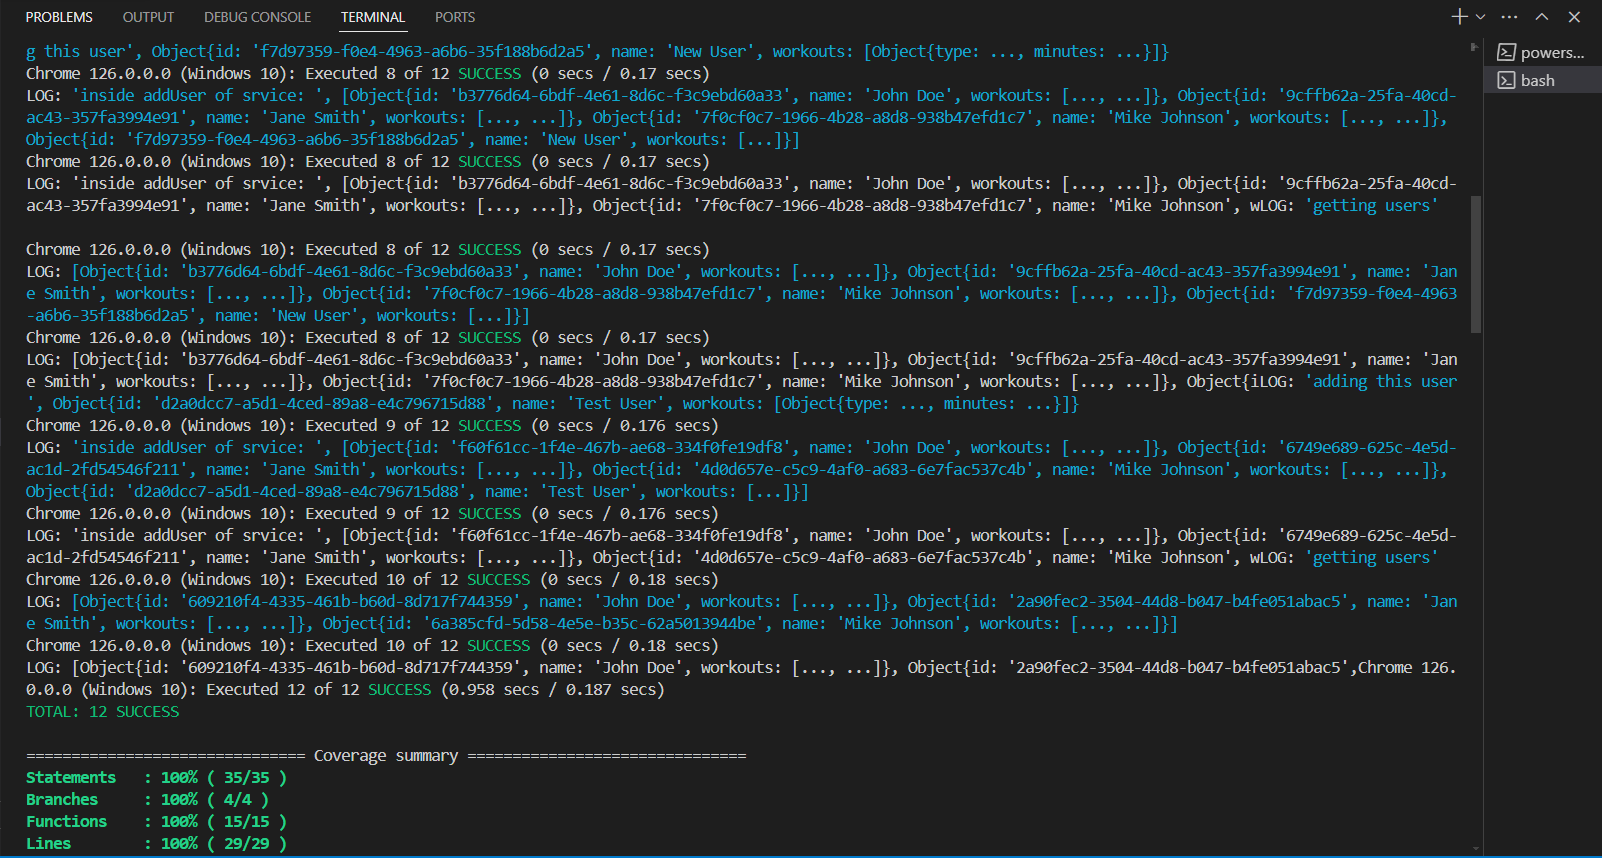 PROBLEMS OUTPUT DEBUG CONSOLE TERMINAL PORTS
g this user', Object{id: 'f7d97359-f0e4-4963-a6b6-35f188b6d2a5', name: 'New User', workouts: [Object{type: ..., minutes: ...}]}
Chrome 126.0.0.0 (Windows 10): Executed 8 of 12 SUCCESS (0 secs / 0.17 secs)
LOG: 'inside addUser of srvice: ', [Object{id: 'b3776d64-6bdf-4e61-8d6c-f3c9ebd60a33', name: 'John Doe', workouts: [..., ...]}, Object{id: '9cffb62a-25fa-40cd-
ac43-357fa3994e91', name: 'Jane Smith', workouts: [..., ...]}, Object{id: '7f0cf0c7-1966-4b28-a8d8-938b47efd1c7', name: 'Mike Johnson', workouts: [..., ...]},
Object{id: 'f7d97359-f0e4-4963-a6b6-35f188b6d2a5', name: 'New User', workouts: [...]}]
Chrome 126.0.0.0 (Windows 10): Executed 8 of 12 SUCCESS (0 secs / 0.17 secs)
LOG: 'inside addUser of srvice: ', [Object{id: 'b3776d64-6bdf-4e61-8d6c-f3c9ebd60a33', name: 'John Doe', workouts: [..., ...]}, Object{id: '9cffb62a-25fa-40cd-
ac43-357fa3994e91', name: 'Jane Smith', workouts: [..., ...]}, Object{id: '7f0cf0c7-1966-4b28-a8d8-938b47efd1c7', name: 'Mike Johnson', wLOG: 'getting users'
Chrome 126.0.0.0 (Windows 10): Executed 8 of 12 SUCCESS (0 secs / 0.17 secs)
LOG: [Object{id: 'b3776d64-6bdf-4e61-8d6c-f3c9ebd60a33', name: 'John Doe', workouts: [..., ...]}, Object{id: '9cffb62a-25fa-40cd-ac43-357fa3994e91', name: 'Jan
e Smith', workouts: [..., ...]}, Object{id: '7f0cf0c7-1966-4b28-a8d8-938b47efd1c7', name: 'Mike Johnson', workouts: [..., ...]}, Object{id: 'f7d97359-f0e4-4963
-a6b6-35f188b6d2a5', name: 'New User', workouts: [...]}]
Chrome 126.0.0.0 (Windows 10): Executed 8 of 12 SUCCESS (0 secs / 0.17 secs)
LOG: [Object{id: 'b3776d64-6bdf-4e61-8d6c-f3c9ebd60a33', name: 'John Doe', workouts: [..., ...]}, Object{id: '9cffb62a-25fa-40cd-ac43-357fa3994e91', name: 'Jan
e Smith', workouts: [..., ...]}, Object{id: '7f0cf0c7-1966-4b28-a8d8-938b47efd1c7', name: 'Mike Johnson', workouts: [..., ...]}, Object{iLOG: 'adding this user
', Object{id: 'd2a0dcc7-a5d1-4ced-89a8-e4c796715d88', name: 'Test User', workouts: [Object{type: ..., minutes: ...}]}
Chrome 126.0.0.0 (Windows 10): Executed 9 of 12 SUCCESS (0 secs / 0.176 secs)
LOG: 'inside addUser of srvice: ', [Object{id: 'f60f61cc-1f4e-467b-ae68-334f0fe19df8', name: 'John Doe', workouts: [..., ...]}, Object{id: '6749e689-625c-4e5d-
ac1d-2fd54546f211', name: 'Jane Smith', workouts: [..., ...]}, Object{id: '4d0d657e-c5c9-4af0-a683-6e7fac537c4b', name: 'Mike Johnson', workouts: [..., ...]},
Object{id: 'd2a0dcc7-a5d1-4ced-89a8-e4c796715d88', name: 'Test User', workouts: [...]}]
Chrome 126.0.0.0 (Windows 10): Executed 9 of 12 SUCCESS (0 secs / 0.176 secs)
LOG: 'inside addUser of srvice: ', [Object{id: 'f60f61cc-1f4e-467b-ae68-334f0fe19df8', name: 'John Doe', workouts: [..., ...]}, Object{id: '6749e689-625c-4e5d-
ac1d-2fd54546f211', name: 'Jane Smith', workouts: [..., ...]}, Object{id: '4d0d657e-c5c9-4af0-a683-6e7fac537c4b', name: 'Mike Johnson', wLOG: 'getting users'
Chrome 126.0.0.0 (Windows 10): Executed 10 of 12 SUCCESS (0 secs / 0.18 secs)
LOG: [Object{id: '609210f4-4335-461b-b60d-8d717f744359', name: 'John Doe', workouts: [..., ...]}, Object{id: '2a90fec2-3504-44d8-b047-b4fe051abac5', name: 'Jan
e Smith', workouts: [..., ...]}, Object{id: '6a385cfd-5d58-4e5e-b35c-62a5013944be', name: 'Mike Johnson', workouts: [..., ...]}]
Chrome 126.0.0.0 (Windows 10): Executed 10 of 12 SUCCESS (0 secs / 0.18 secs)
LOG: [Object{id: '609210f4-4335-461b-b60d-8d717f744359', name: 'John Doe', workouts: [..., ...]}, Object{id: '2a90fec2-3504-44d8-b047-b4fe051abac5',Chrome 126.
0.0.0 (Windows 10): Executed 12 of 12 SUCCESS (0.958 secs / 0.187 secs)
TOTAL: 12 SUCCESS
=============================== Coverage summary ===============================
Statements : 100% ( 35/35 )
Branches : 100% ( 4/4 )
Functions : 100% ( 15/15 )
Lines : 100% ( 29/29 )
powers...
bash